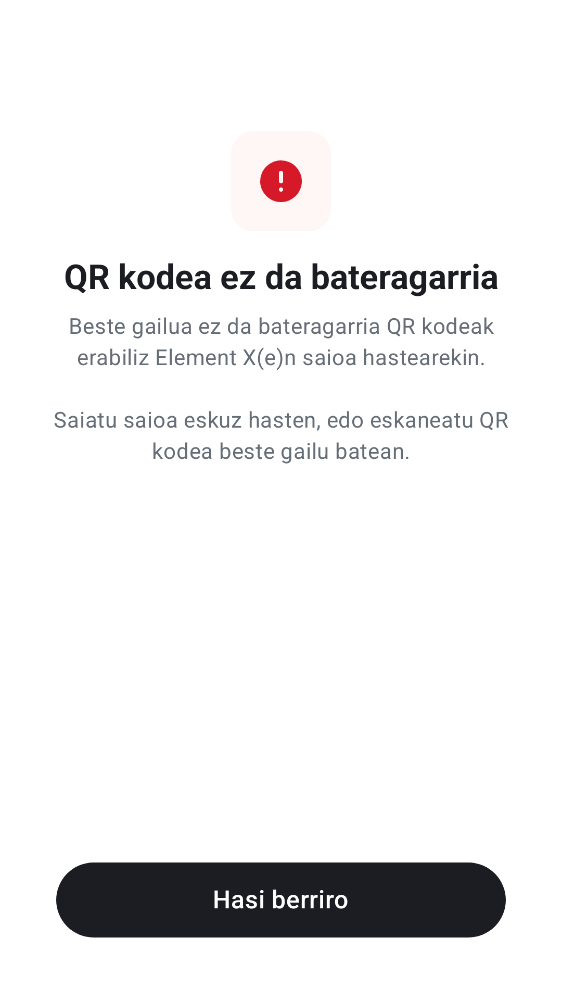 QR kodea ez da bateragarria
Beste gailua ez da bateragarria QR kodeak
erabiliz Element X(e)n saioa hastearekin.
Saiatu saioa eskuz hasten, edo eskaneatu QR
kodea beste gailu batean.
Hasi berriro